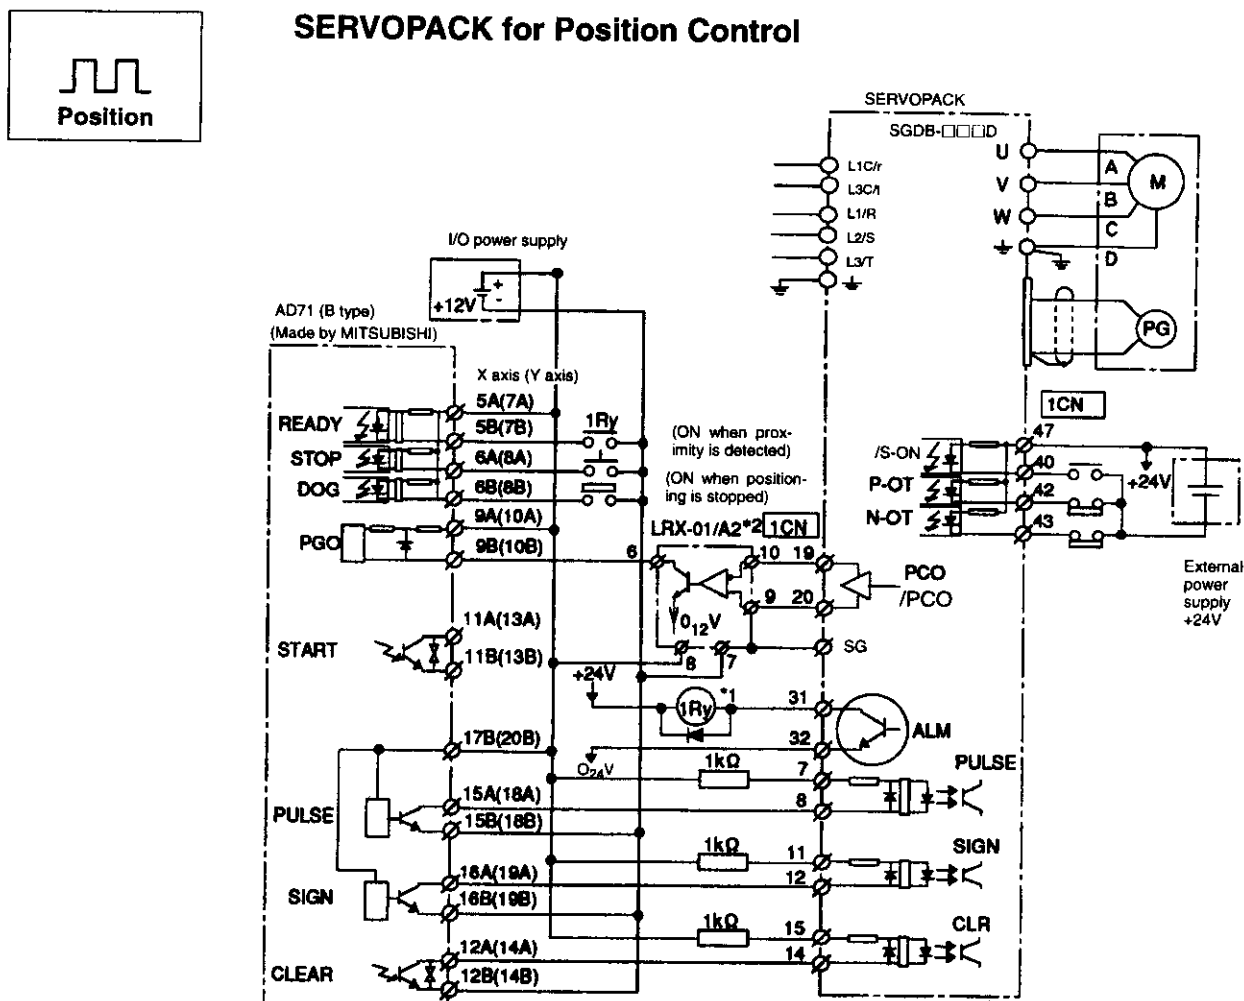 SERVOPACK for Position Control
Position
SERVOPACK
SGDB-□□□D
L1C/r
L3C/t
L1/R
L2/S
L3/T
U
V
W
A
B
C
D
M
PG
I/O power supply
+12V
+
-
AD71 (B type)
(Made by MITSUBISHI)
X axis (Y axis)
READY
5A(7A)
5B(7B)
1Ry
STOP
6A(8A)
DOG
6B(8B)
9A(10A)
PGO
9B(10B)
(ON when prox-
imity is detected)
(ON when position-
ing is stopped)
LRX-01/A2*2
1CN
6
10
19
9
20
PCO
/PCO
0₁₂V
8
7
SG
1CN
47
/S-ON
40
P-OT
42
N-OT
43
+24V
External
power
supply
+24V
START
11A(13A)
11B(13B)
+24V
1Ry
*1
31
32
ALM
0₂₄V
17B(20B)
1kΩ
7
PULSE
15A(18A)
8
PULSE
15B(18B)
1kΩ
11
SIGN
16A(19A)
12
SIGN
16B(19B)
1kΩ
15
CLR
12A(14A)
14
CLEAR
12B(14B)